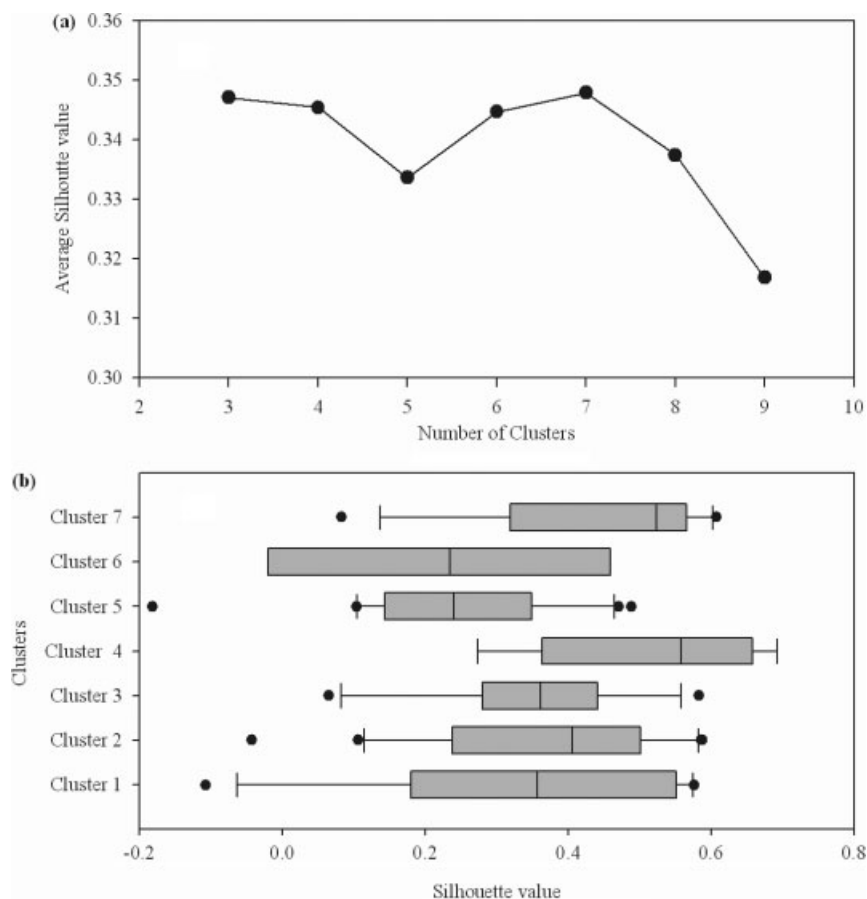 (a)
0.36
0.35
0.34
0.33
0.32
0.31
0.30
Average Silhoutte value
2 3 4 5 6 7 8 9 10
Number of Clusters
(b)
Cluster 7
Cluster 6
Cluster 5
Cluster 4
Cluster 3
Cluster 2
Cluster 1
Clusters
-0.2 0.0 0.2 0.4 0.6 0.8
Silhouette value